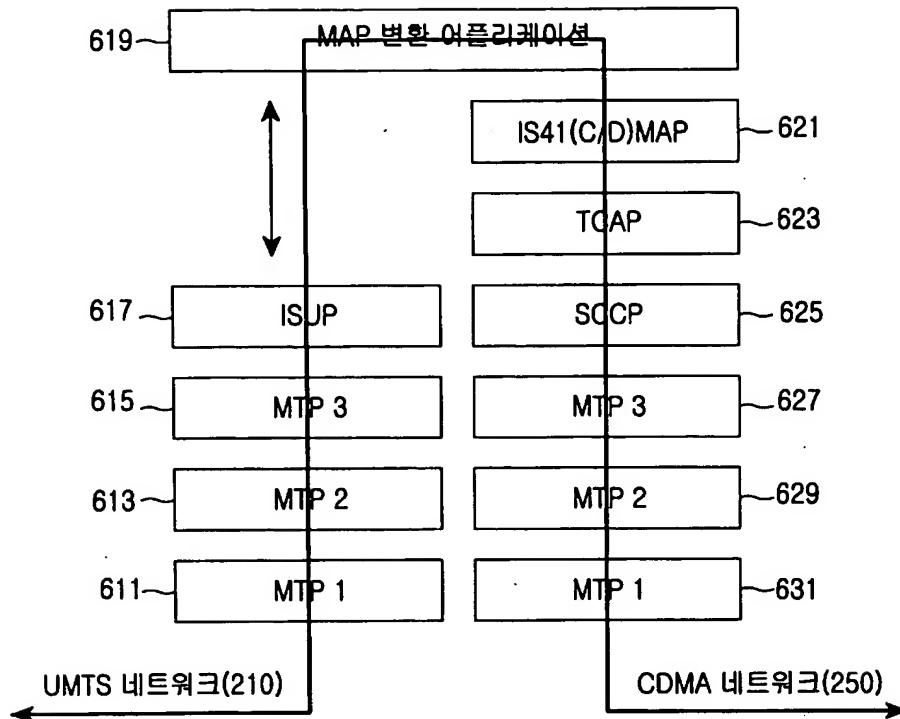 619 MAP 변환 어플리케이션
IS41(C/D)MAP 621
TCAP 623
617 ISUP SCCP 625
615 MTP 3 MTP 3 627
613 MTP 2 MTP 2 629
611 MTP 1 MTP 1 631
UMTS 네트워크(210) CDMA 네트워크(250)